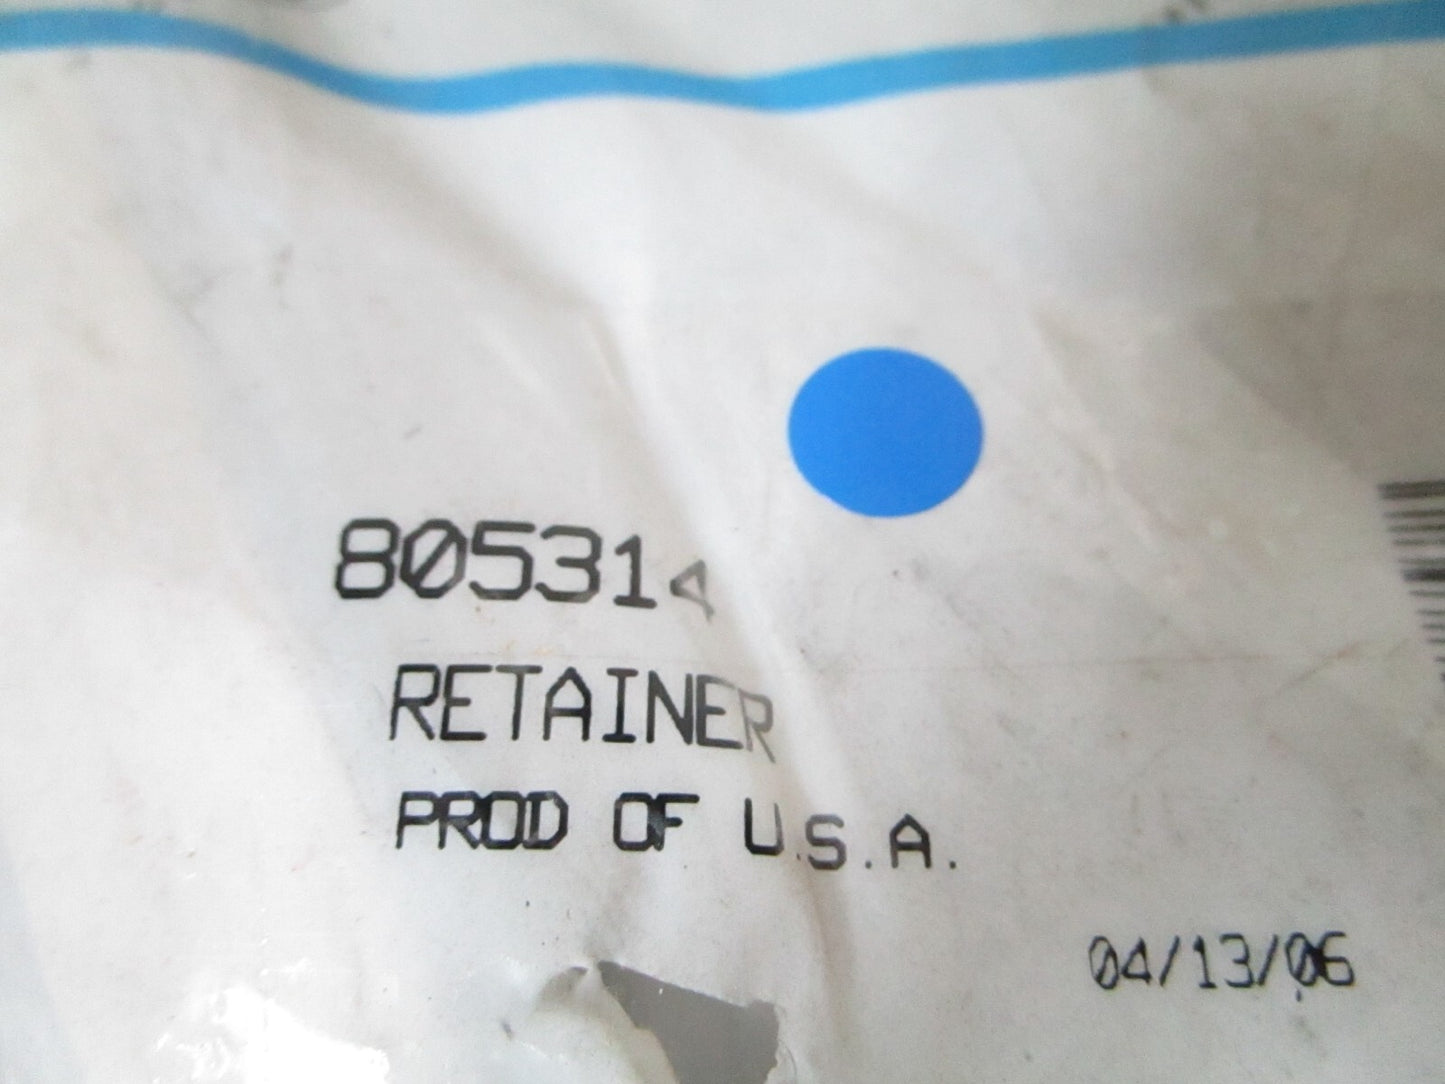 805314
RETAINER
PROD OF U.S.A.
04/13/06